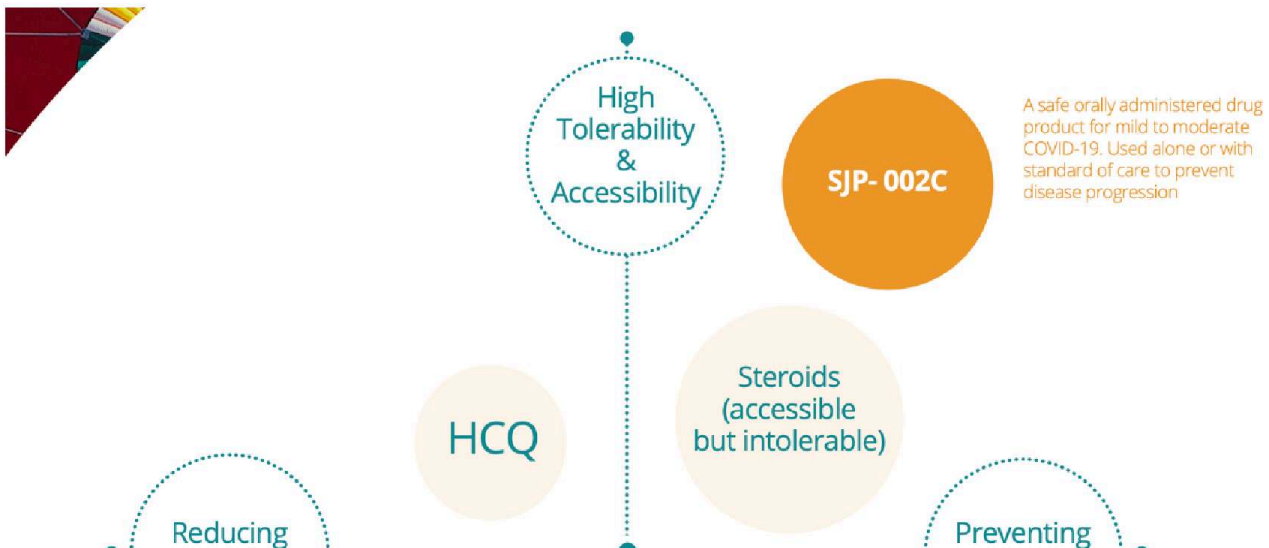 High
Tolerability
&
Accessibility
SJP- 002C
A safe orally administered drug
product for mild to moderate
COVID-19. Used alone or with
standard of care to prevent
disease progression
HCQ
Steroids
(accessible
but intolerable)
Reducing
Preventing